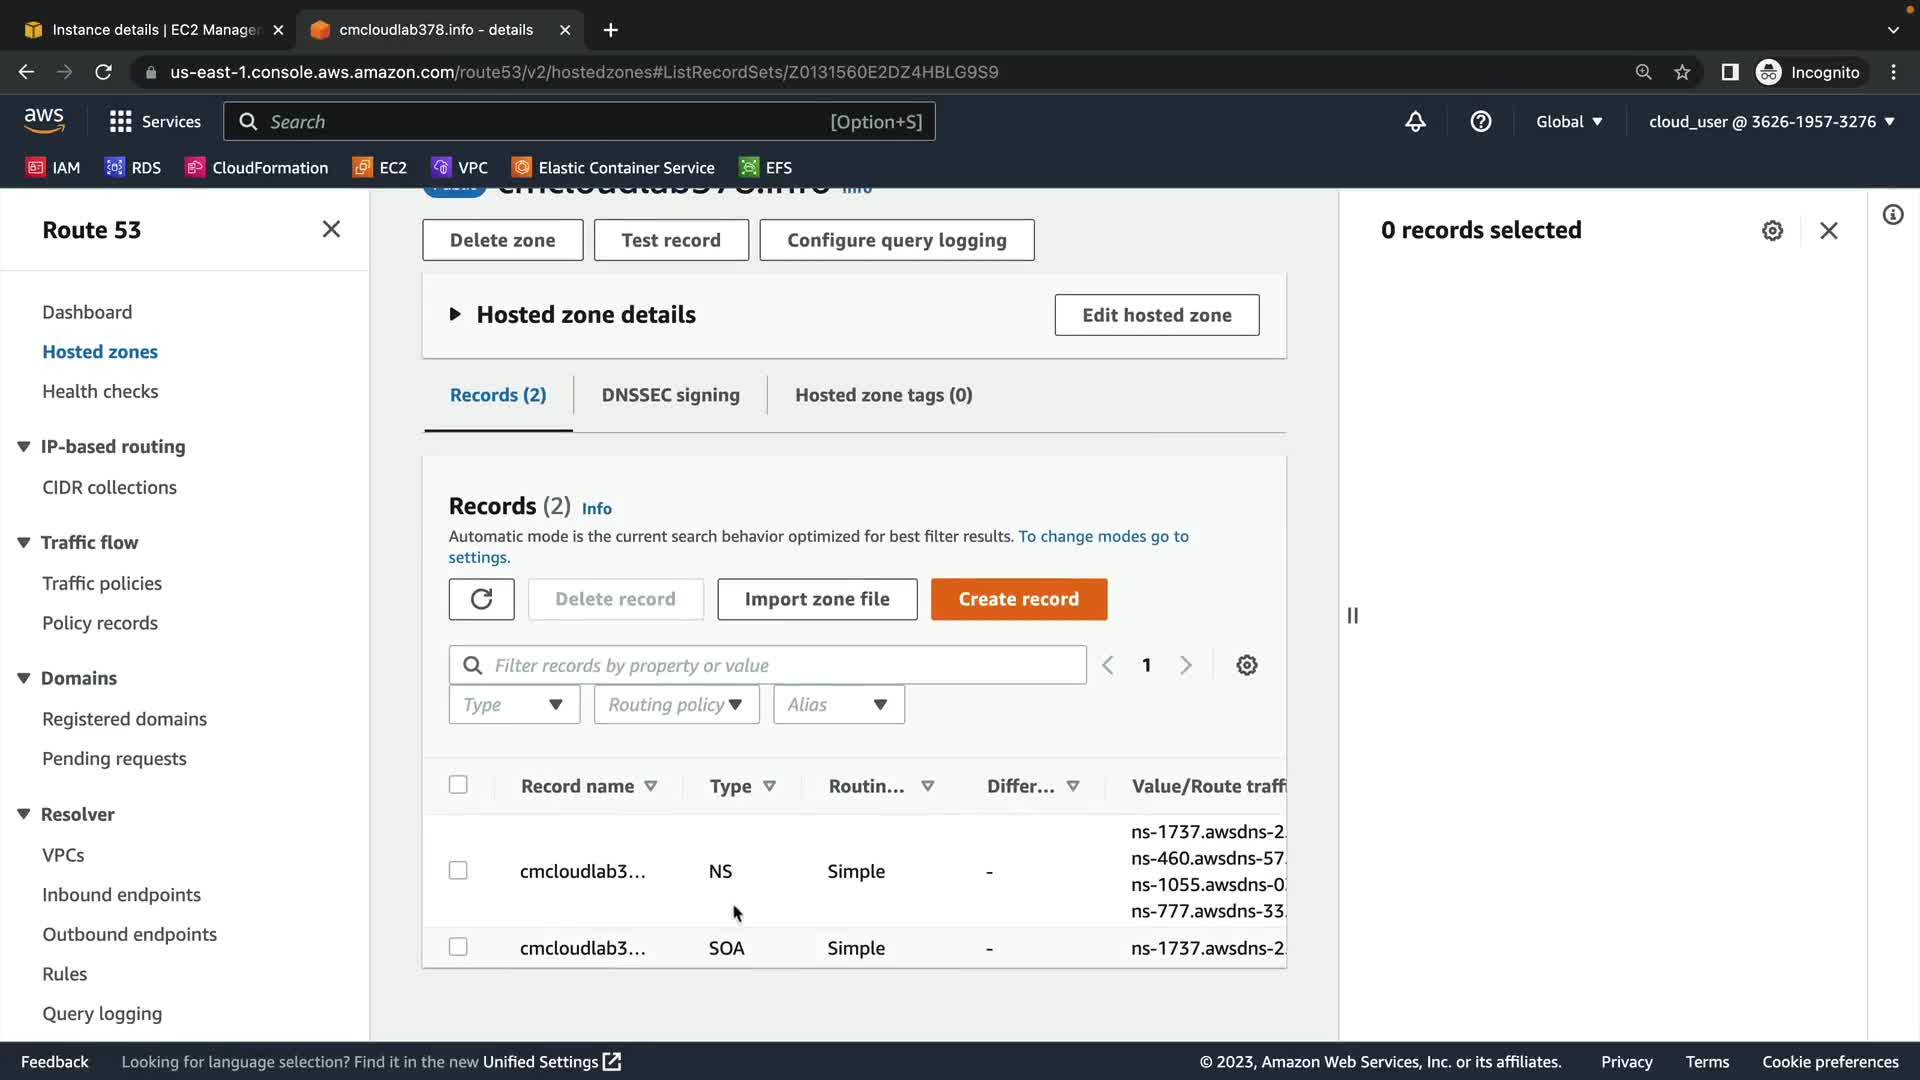 Instance details | EC2 Manager
cmcloudlab378.info - details
us-east-1.console.aws.amazon.com/route53/v2/hostedzones#ListRecordSets/Z0131560E2DZ4HBLG9S9
Incognito
aws
Services
Search
[Option+S]
Global
cloud_user @ 3626-1957-3276
IAM
RDS
CloudFormation
EC2
VPC
Elastic Container Service
EFS
Route 53
Dashboard
Hosted zones
Health checks
IP-based routing
CIDR collections
Traffic flow
Traffic policies
Policy records
Domains
Registered domains
Pending requests
Resolver
VPCs
Inbound endpoints
Outbound endpoints
Rules
Query logging
Public cmcloudlab378.info Info
Delete zone
Test record
Configure query logging
Hosted zone details
Edit hosted zone
Records (2)
DNSSEC signing
Hosted zone tags (0)
Records (2) Info
Automatic mode is the current search behavior optimized for best filter results. To change modes go to
settings.
Delete record
Import zone file
Create record
Filter records by property or value
1
Type
Routing policy
Alias
Record name
Type
Routin...
Differ...
Value/Route traffi
cmcloudlab3...
NS
Simple
-
ns-1737.awsdns-2
ns-460.awsdns-57.
ns-1055.awsdns-0
ns-777.awsdns-33.
cmcloudlab3...
SOA
Simple
-
ns-1737.awsdns-2
0 records selected
Feedback
Looking for language selection? Find it in the new Unified Settings
© 2023, Amazon Web Services, Inc. or its affiliates.
Privacy
Terms
Cookie preferences